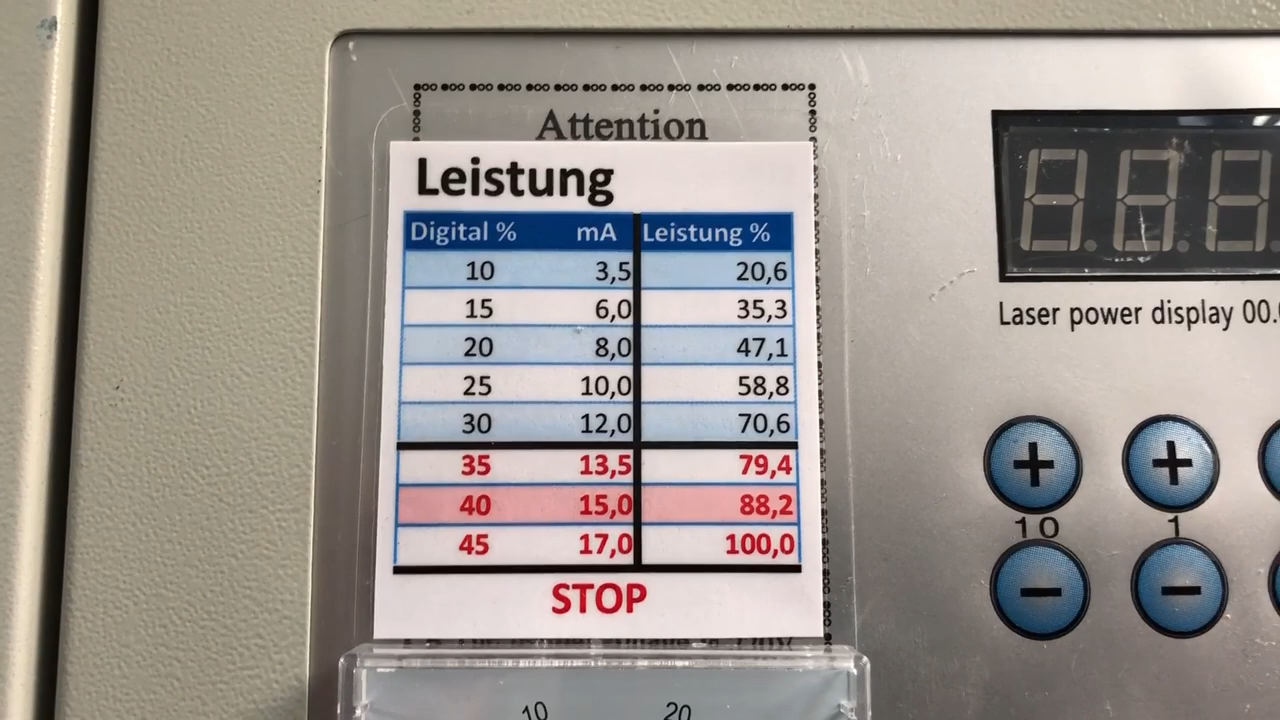 Attention
Leistung
Digital % mA Leistung %
10 3,5 20,6
15 6,0 35,3
20 8,0 47,1
25 10,0 58,8
30 12,0 70,6
35 13,5 79,4
40 15,0 88,2
45 17,0 100,0
STOP
10 20
Laser power display 00.
+ +
10 1
− −